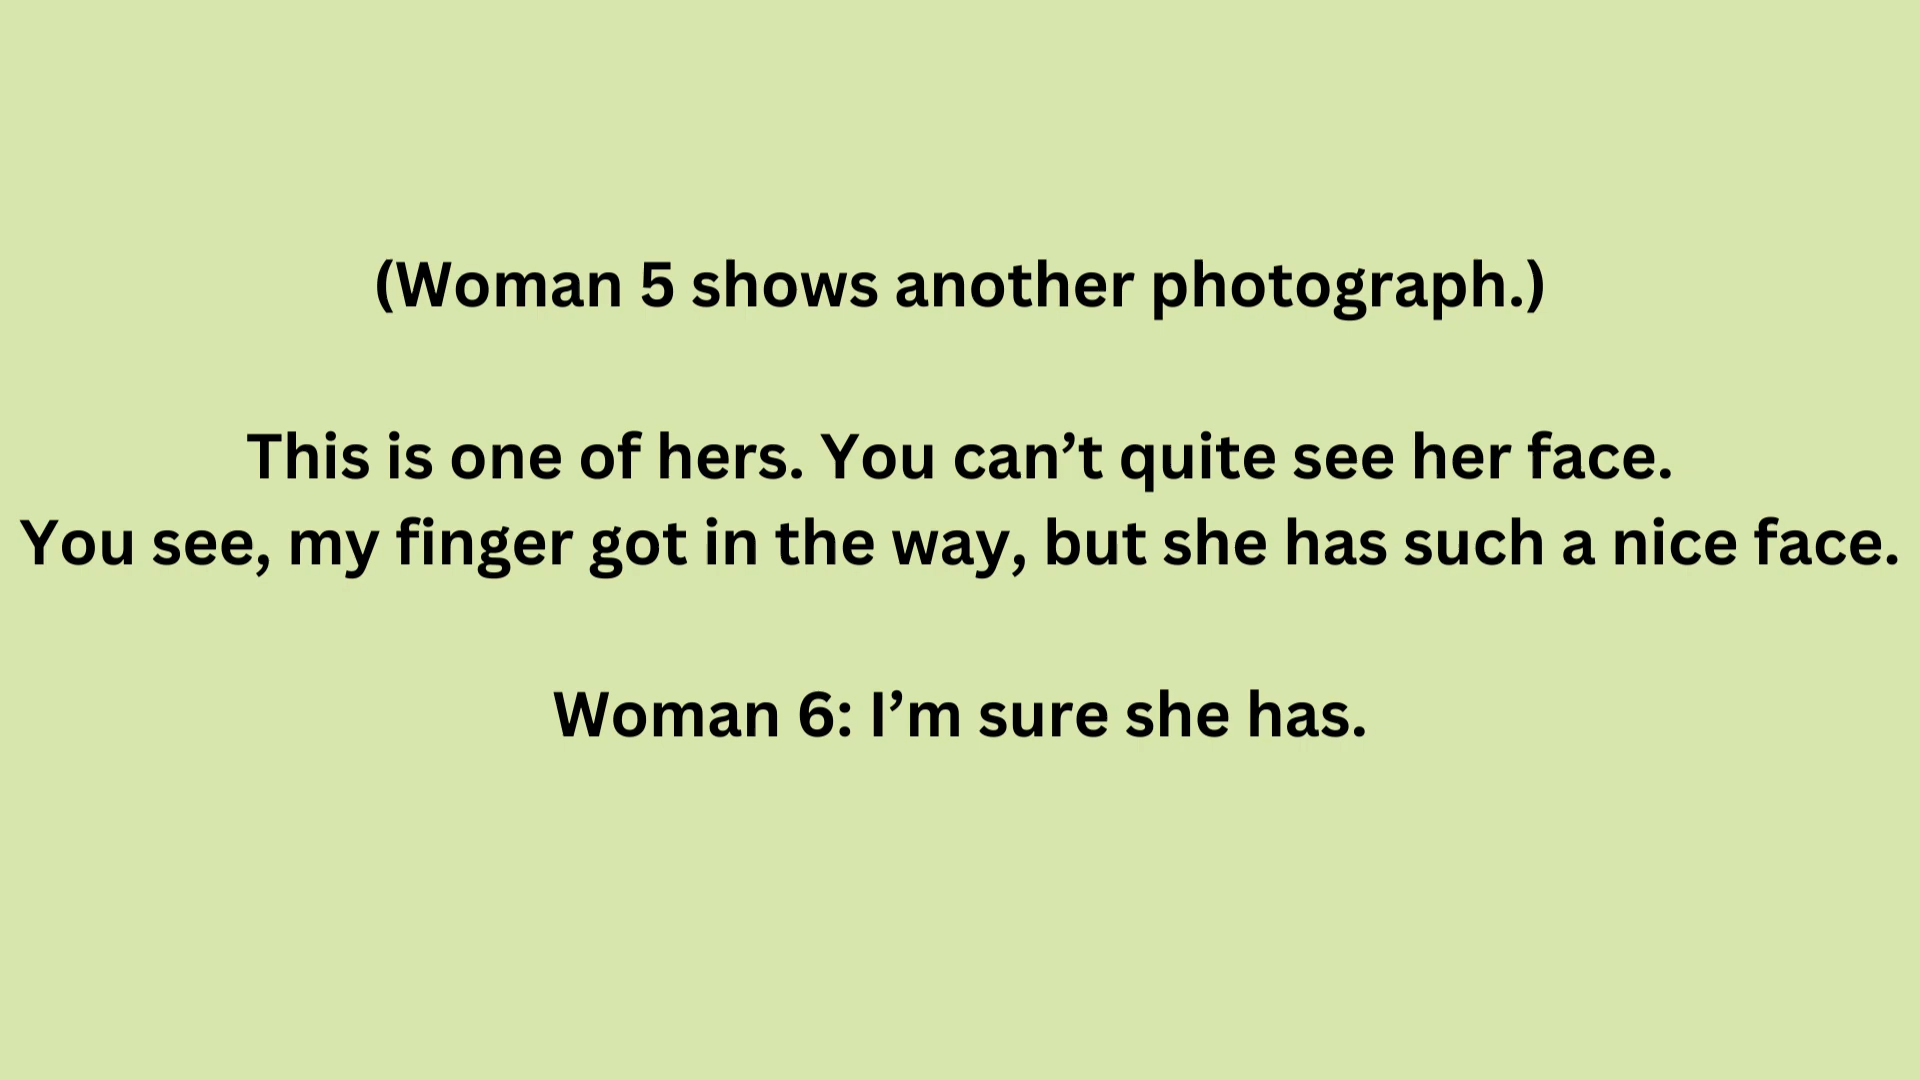 (Woman 5 shows another photograph.)
This is one of hers. You can’t quite see her face.
You see, my finger got in the way, but she has such a nice face.
Woman 6: I’m sure she has.